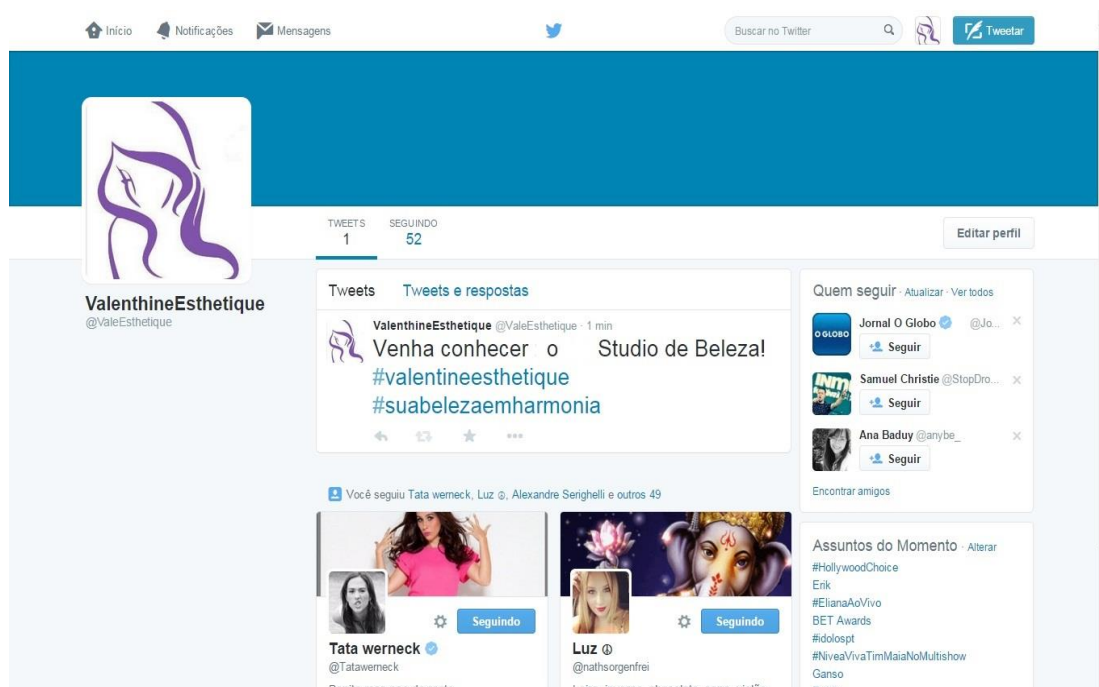 Início Notificações Mensagens Buscar no Twitter Tweetar
TWEETS SEGUINDO
1 52
Editar perfil
ValenthineEsthetique
@ValeEsthetique
Tweets Tweets e respostas
ValenthineEsthetique @ValeEsthetique · 1 min
Venha conhecer o Studio de Beleza!
#valentineesthetique
#suabelezaemharmonia
Você seguiu Tata werneck, Luz ☮, Alexandre Serighelli e outros 49
Seguindo
Tata werneck
@Tatawerneck
Seguindo
Luz ☮
@nathsorgenfrei
Quem seguir · Atualizar · Ver todos
O GLOBO
Jornal O Globo @Jo...
Seguir
Samuel Christie @StopDro...
Seguir
Ana Baduy @anybe_
Seguir
Encontrar amigos
Assuntos do Momento · Alterar
#HollywoodChoice
Erik
#ElianaAoVivo
BET Awards
#idolospt
#NiveaVivaTimMaiaNoMultishow
Ganso